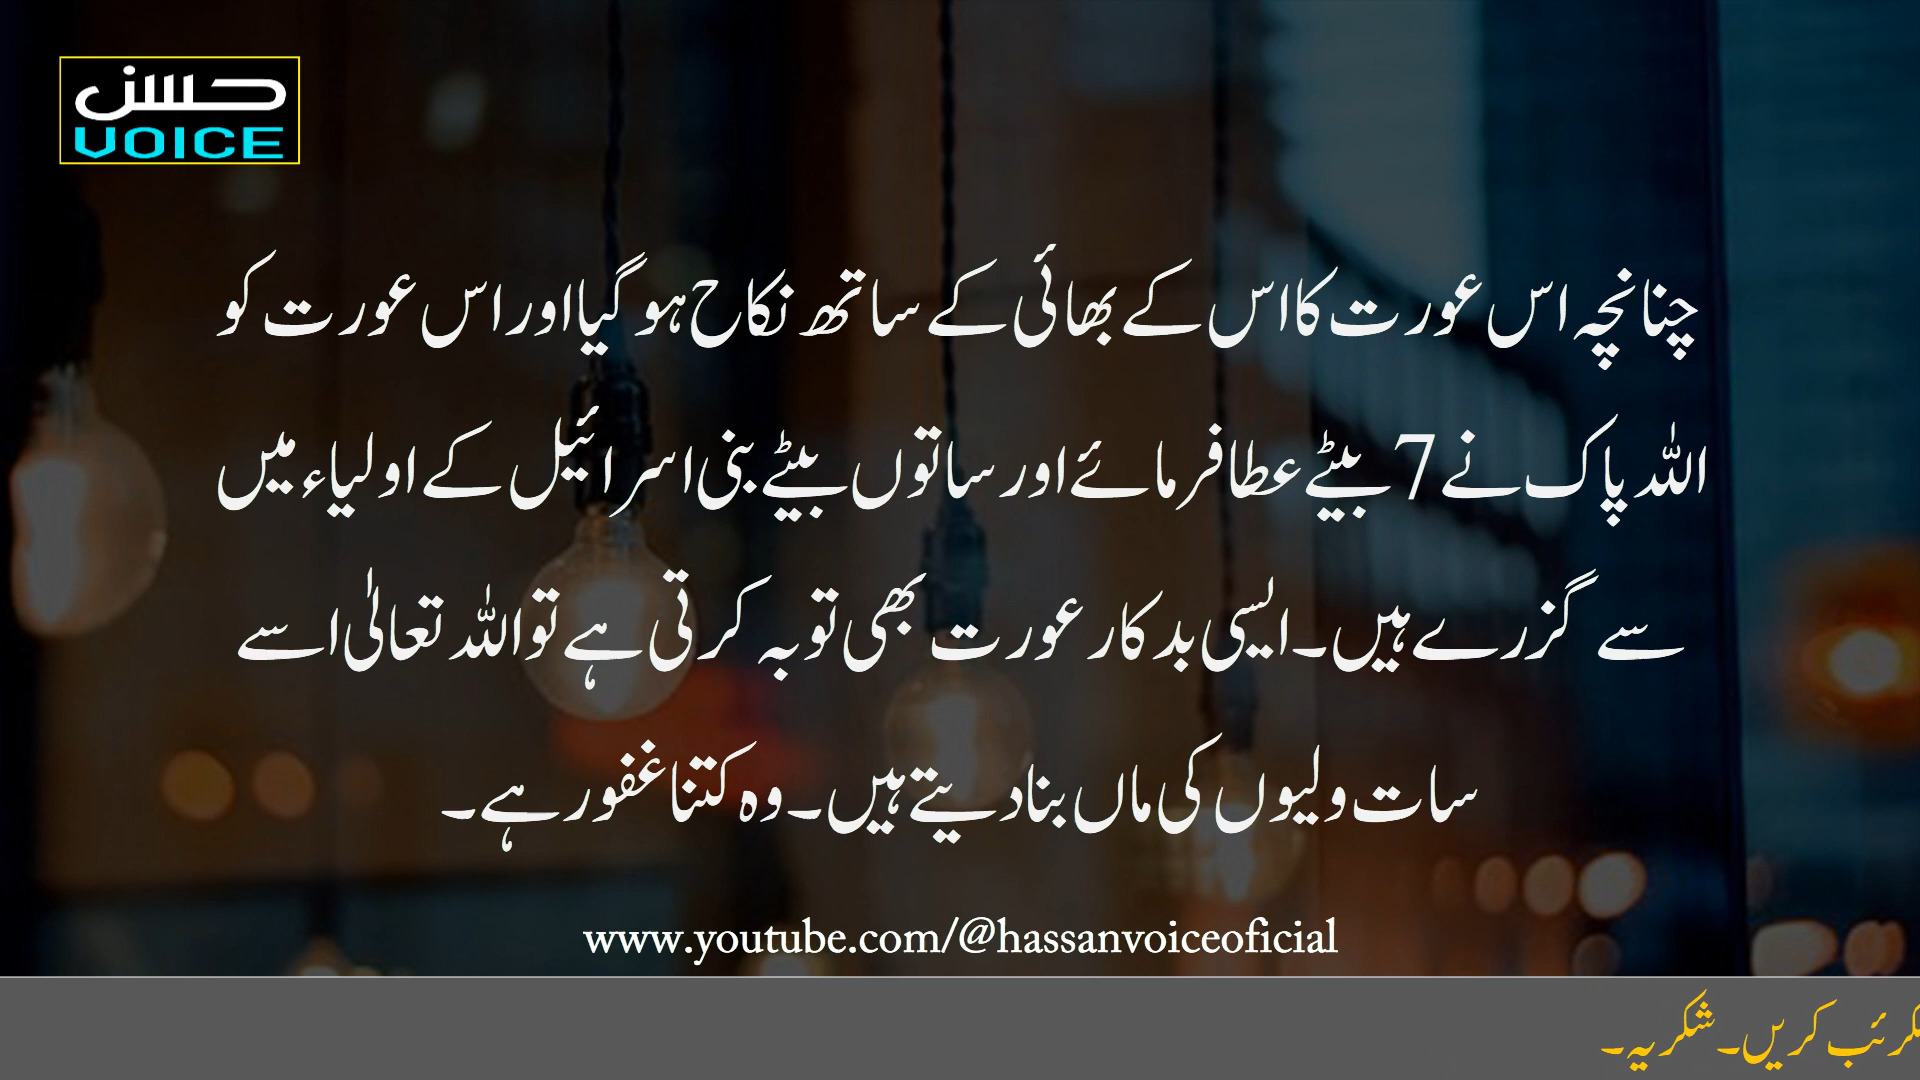 حسن
VOICE
چنانچہ اس عورت کا اس کے بھائی کے ساتھ نکاح ہو گیا اور اس عورت کو
اللہ پاک نے 7 بیٹے عطا فرمائے اور ساتوں بیٹے بنی اسرائیل کے اولیاء میں
سے گزرے ہیں۔ ایسی بدکار عورت بھی توبہ کرتی ہے تو اللہ تعالیٰ اسے
سات ولیوں کی ماں بنا دیتے ہیں۔ وہ کتنا غفور ہے۔
www.youtube.com/@hassanvoiceoficial
کریں۔ شکریہ۔